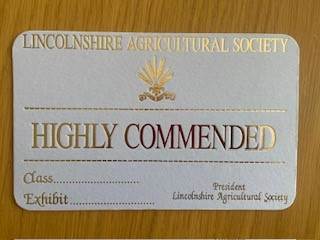 LINCOLNSHIRE AGRICULTURAL SOCIETY
HIGHLY COMMENDED
Class...........................
Exhibit...................
President
Lincolnshire Agricultural Society